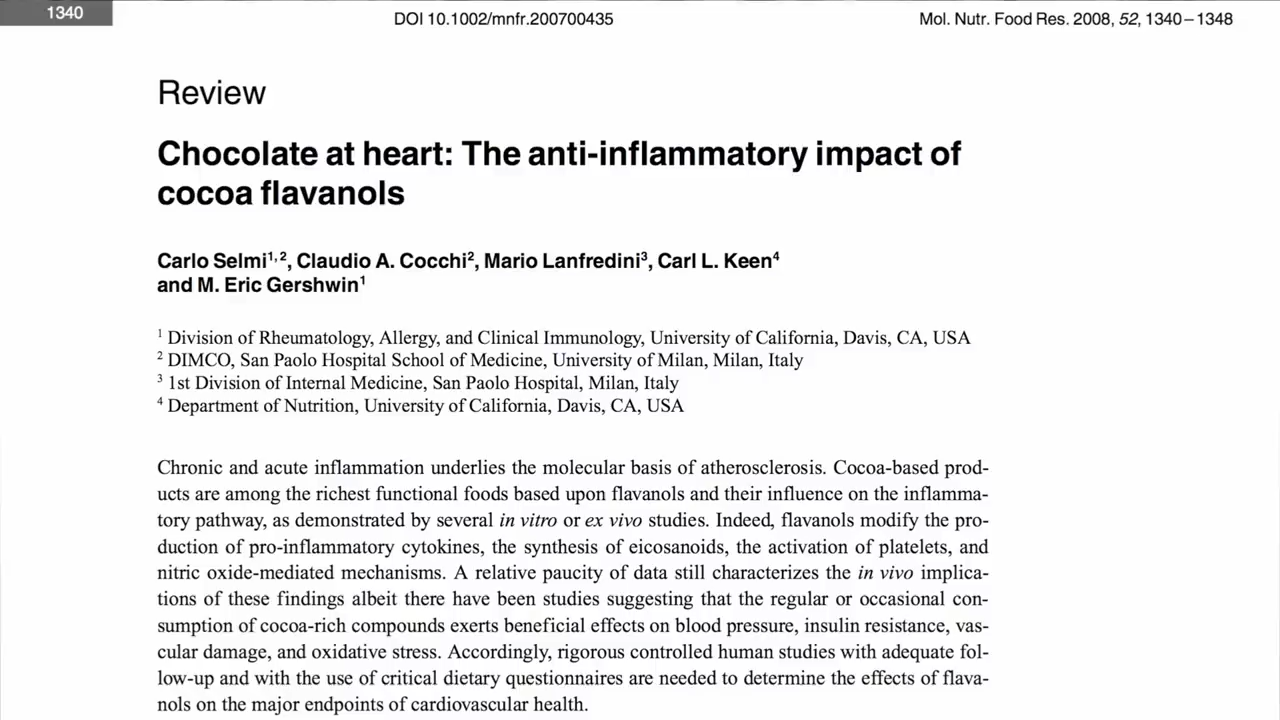 1340
DOI 10.1002/mnfr.200700435
Mol. Nutr. Food Res. 2008, 52, 1340 – 1348
Review
Chocolate at heart: The anti-inflammatory impact of
cocoa flavanols
Carlo Selmi1, 2, Claudio A. Cocchi2, Mario Lanfredini3, Carl L. Keen4
and M. Eric Gershwin1
1 Division of Rheumatology, Allergy, and Clinical Immunology, University of California, Davis, CA, USA
2 DIMCO, San Paolo Hospital School of Medicine, University of Milan, Milan, Italy
3 1st Division of Internal Medicine, San Paolo Hospital, Milan, Italy
4 Department of Nutrition, University of California, Davis, CA, USA
Chronic and acute inflammation underlies the molecular basis of atherosclerosis. Cocoa-based prod-
ucts are among the richest functional foods based upon flavanols and their influence on the inflamma-
tory pathway, as demonstrated by several in vitro or ex vivo studies. Indeed, flavanols modify the pro-
duction of pro-inflammatory cytokines, the synthesis of eicosanoids, the activation of platelets, and
nitric oxide-mediated mechanisms. A relative paucity of data still characterizes the in vivo implica-
tions of these findings albeit there have been studies suggesting that the regular or occasional con-
sumption of cocoa-rich compounds exerts beneficial effects on blood pressure, insulin resistance, vas-
cular damage, and oxidative stress. Accordingly, rigorous controlled human studies with adequate fol-
low-up and with the use of critical dietary questionnaires are needed to determine the effects of flava-
nols on the major endpoints of cardiovascular health.